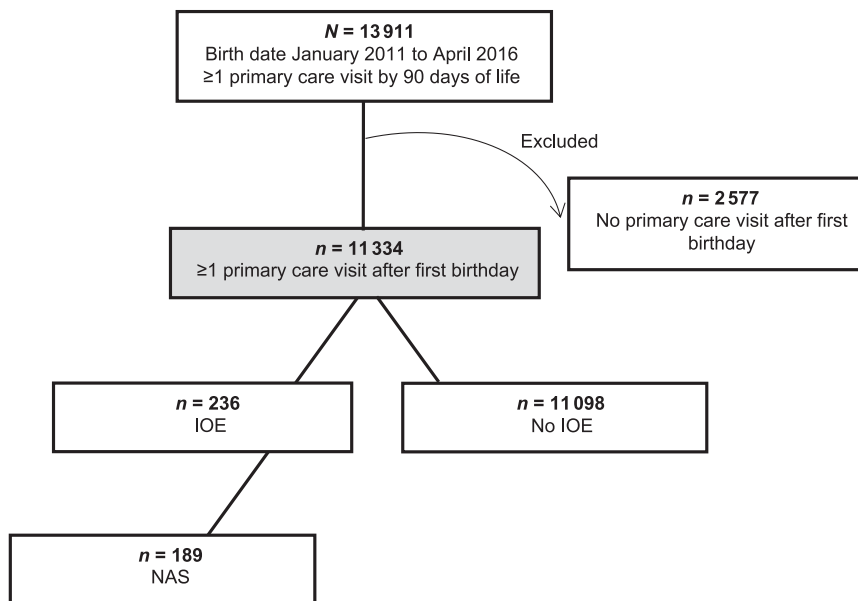 N = 13 911
Birth date January 2011 to April 2016
≥1 primary care visit by 90 days of life
Excluded
n = 2 577
No primary care visit after first
birthday
n = 11 334
≥1 primary care visit after first birthday
n = 236
IOE
n = 11 098
No IOE
n = 189
NAS